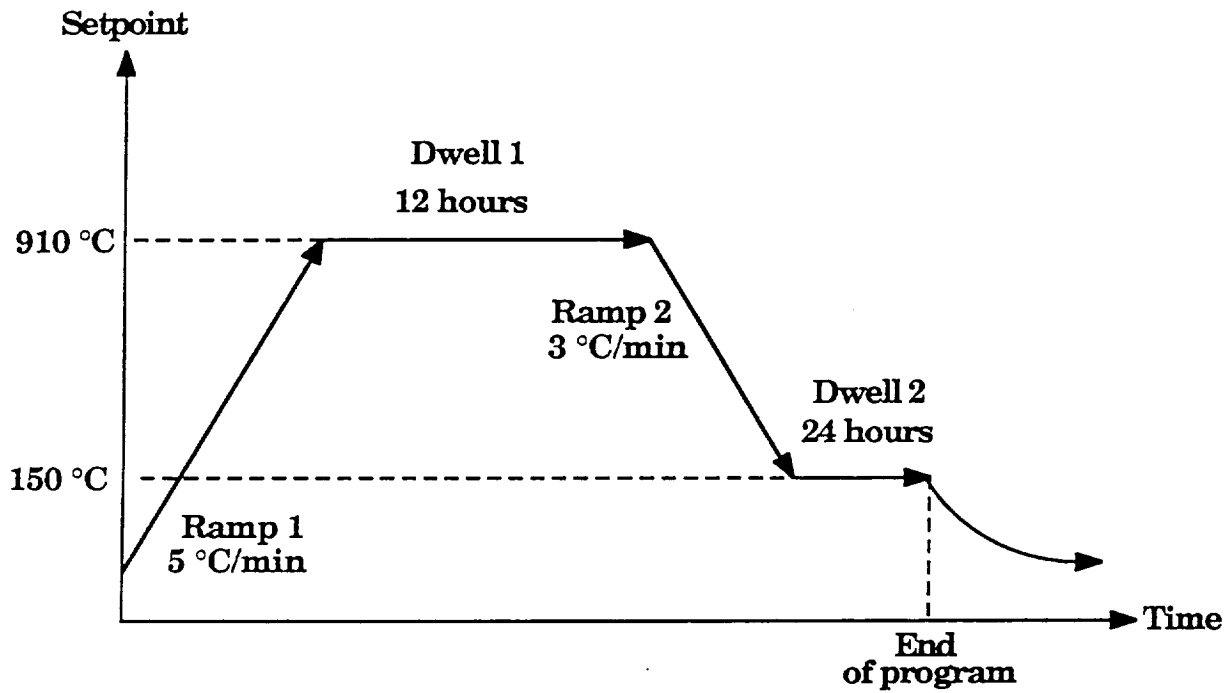 Setpoint
Dwell 1
12 hours
910 °C
Ramp 2
3 °C/min
Dwell 2
24 hours
150 °C
Ramp 1
5 °C/min
Time
End
of program